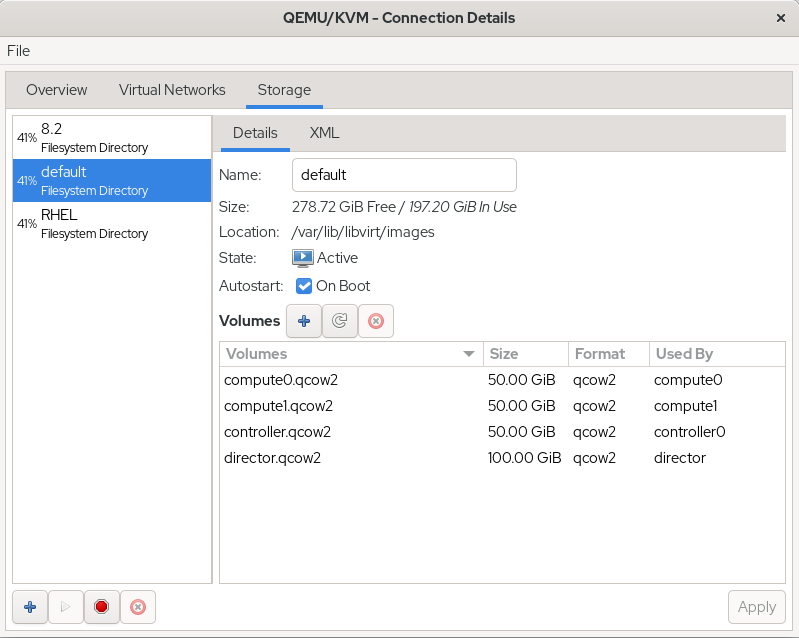 QEMU/KVM - Connection Details
File
Overview Virtual Networks Storage
41% 8.2
Filesystem Directory
41% default
Filesystem Directory
41% RHEL
Filesystem Directory
Details XML
Name: default
Size: 278.72 GiB Free / 197.20 GiB In Use
Location: /var/lib/libvirt/images
State: Active
Autostart: On Boot
Volumes
Volumes Size Format Used By
compute0.qcow2 50.00 GiB qcow2 compute0
compute1.qcow2 50.00 GiB qcow2 compute1
controller.qcow2 50.00 GiB qcow2 controller0
director.qcow2 100.00 GiB qcow2 director
Apply